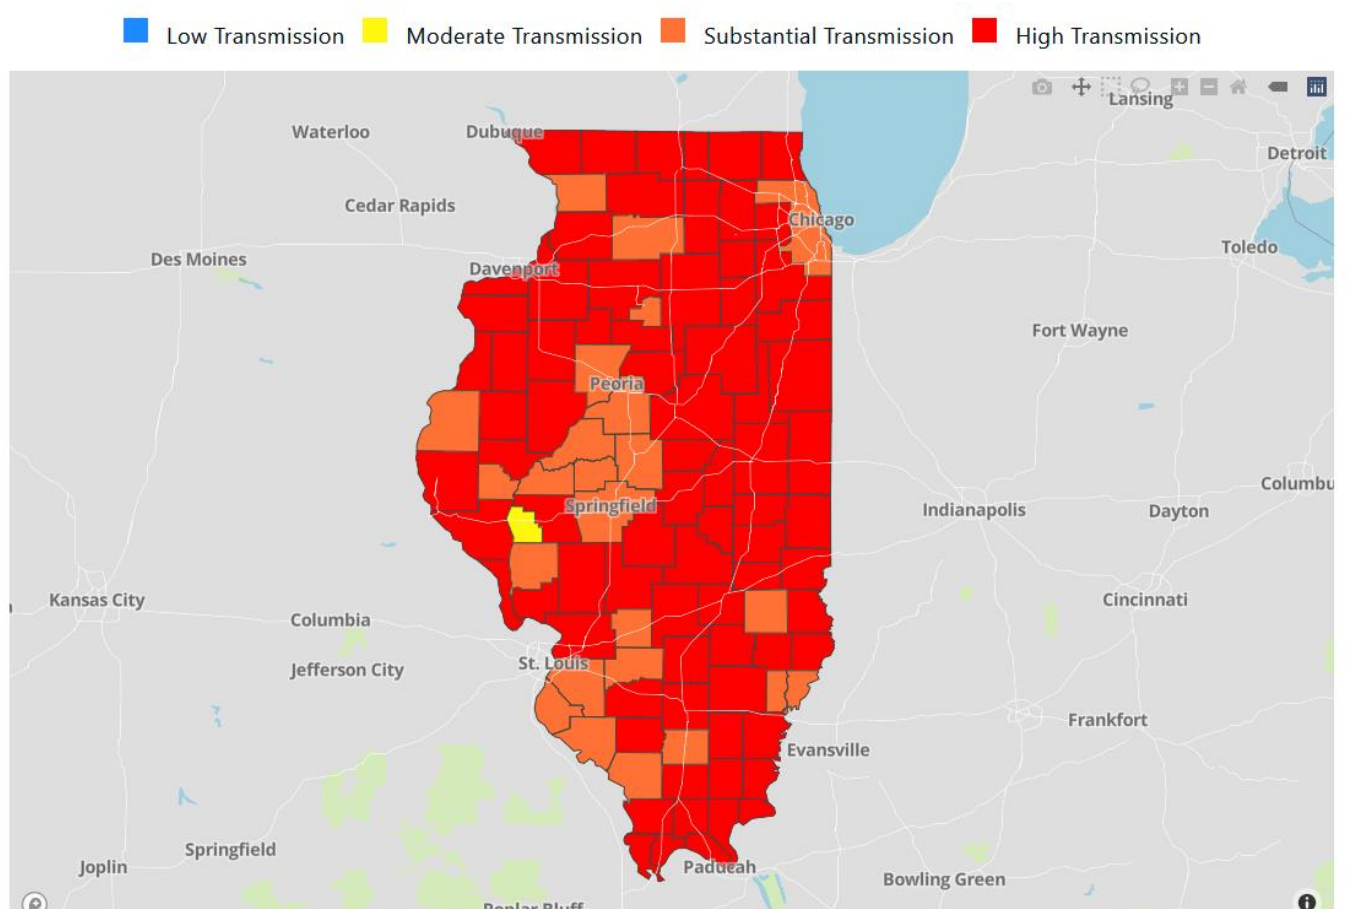 Low Transmission Moderate Transmission Substantial Transmission High Transmission
Lansing
Waterloo Dubuque
Detroit
Cedar Rapids
Chicago
Toledo
Des Moines
Davenport
Fort Wayne
Peoria
Columbu
Springfield
Indianapolis Dayton
Kansas City
Cincinnati
Columbia
St. Louis
Jefferson City
Frankfort
Evansville
Springfield
Joplin Paducah
Bowling Green
Poplar Bluff